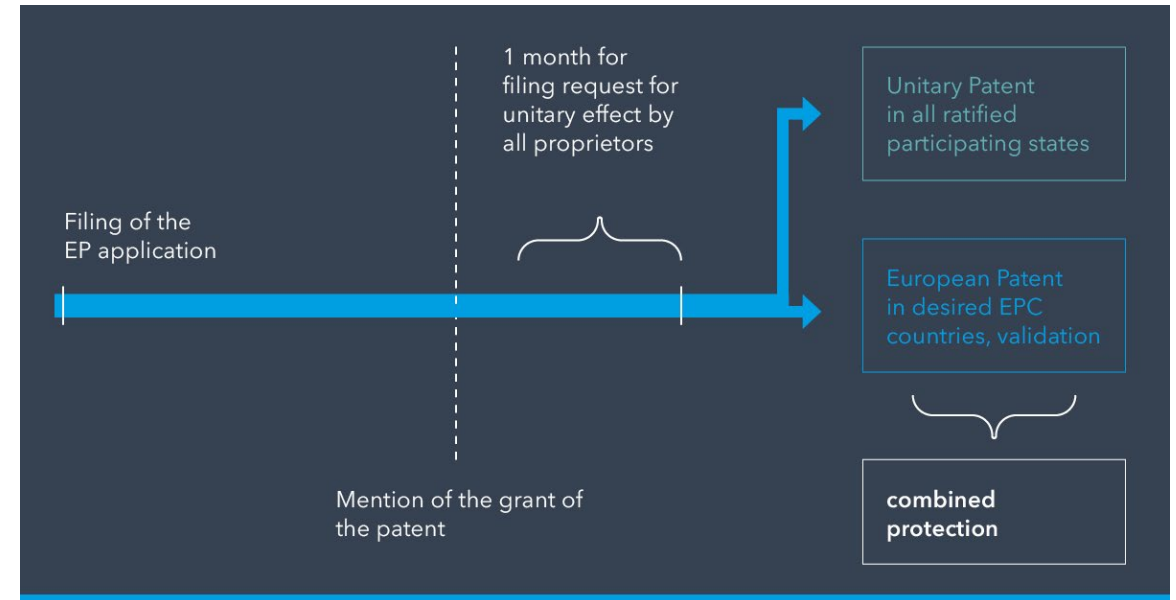 1 month for
filing request for
unitary effect by
all proprietors
Unitary Patent
in all ratified
participating states
Filing of the
EP application
European Patent
in desired EPC
countries, validation
Mention of the grant of
the patent
combined
protection